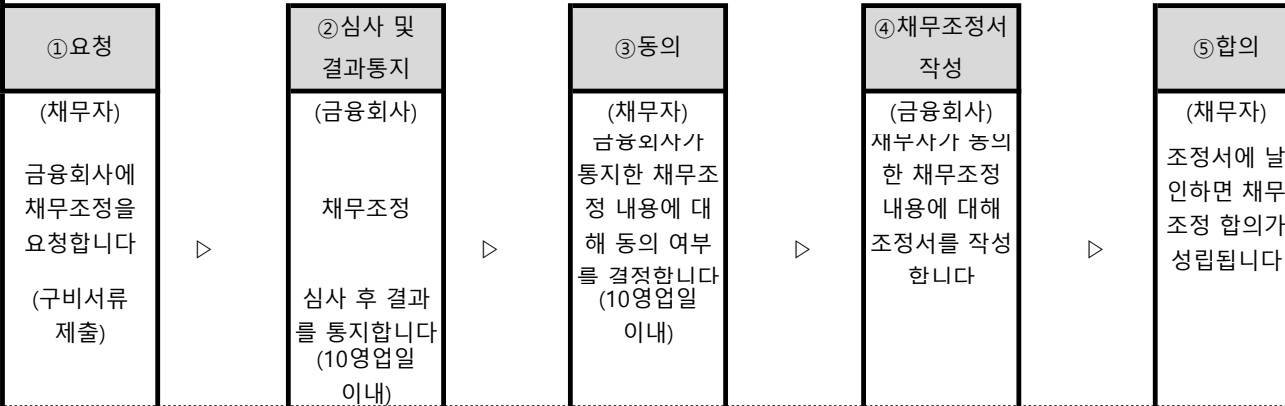 ①요청
(채무자)
금융회사에
채무조정을
요청합니다
(구비서류
제출)
▷
②심사 및
결과통지
(금융회사)
채무조정
심사 후 결과
를 통지합니다
(10영업일
이내)
▷
③동의
(채무자)
금융회사가
통지한 채무조
정 내용에 대
해 동의 여부
를 결정합니다
(10영업일
이내)
▷
④채무조정서
작성
(금융회사)
채무자가 동의
한 채무조정
내용에 대해
조정서를 작성
합니다
▷
⑤합의
(채무자)
조정서에 날
인하면 채무
조정 합의가
성립됩니다